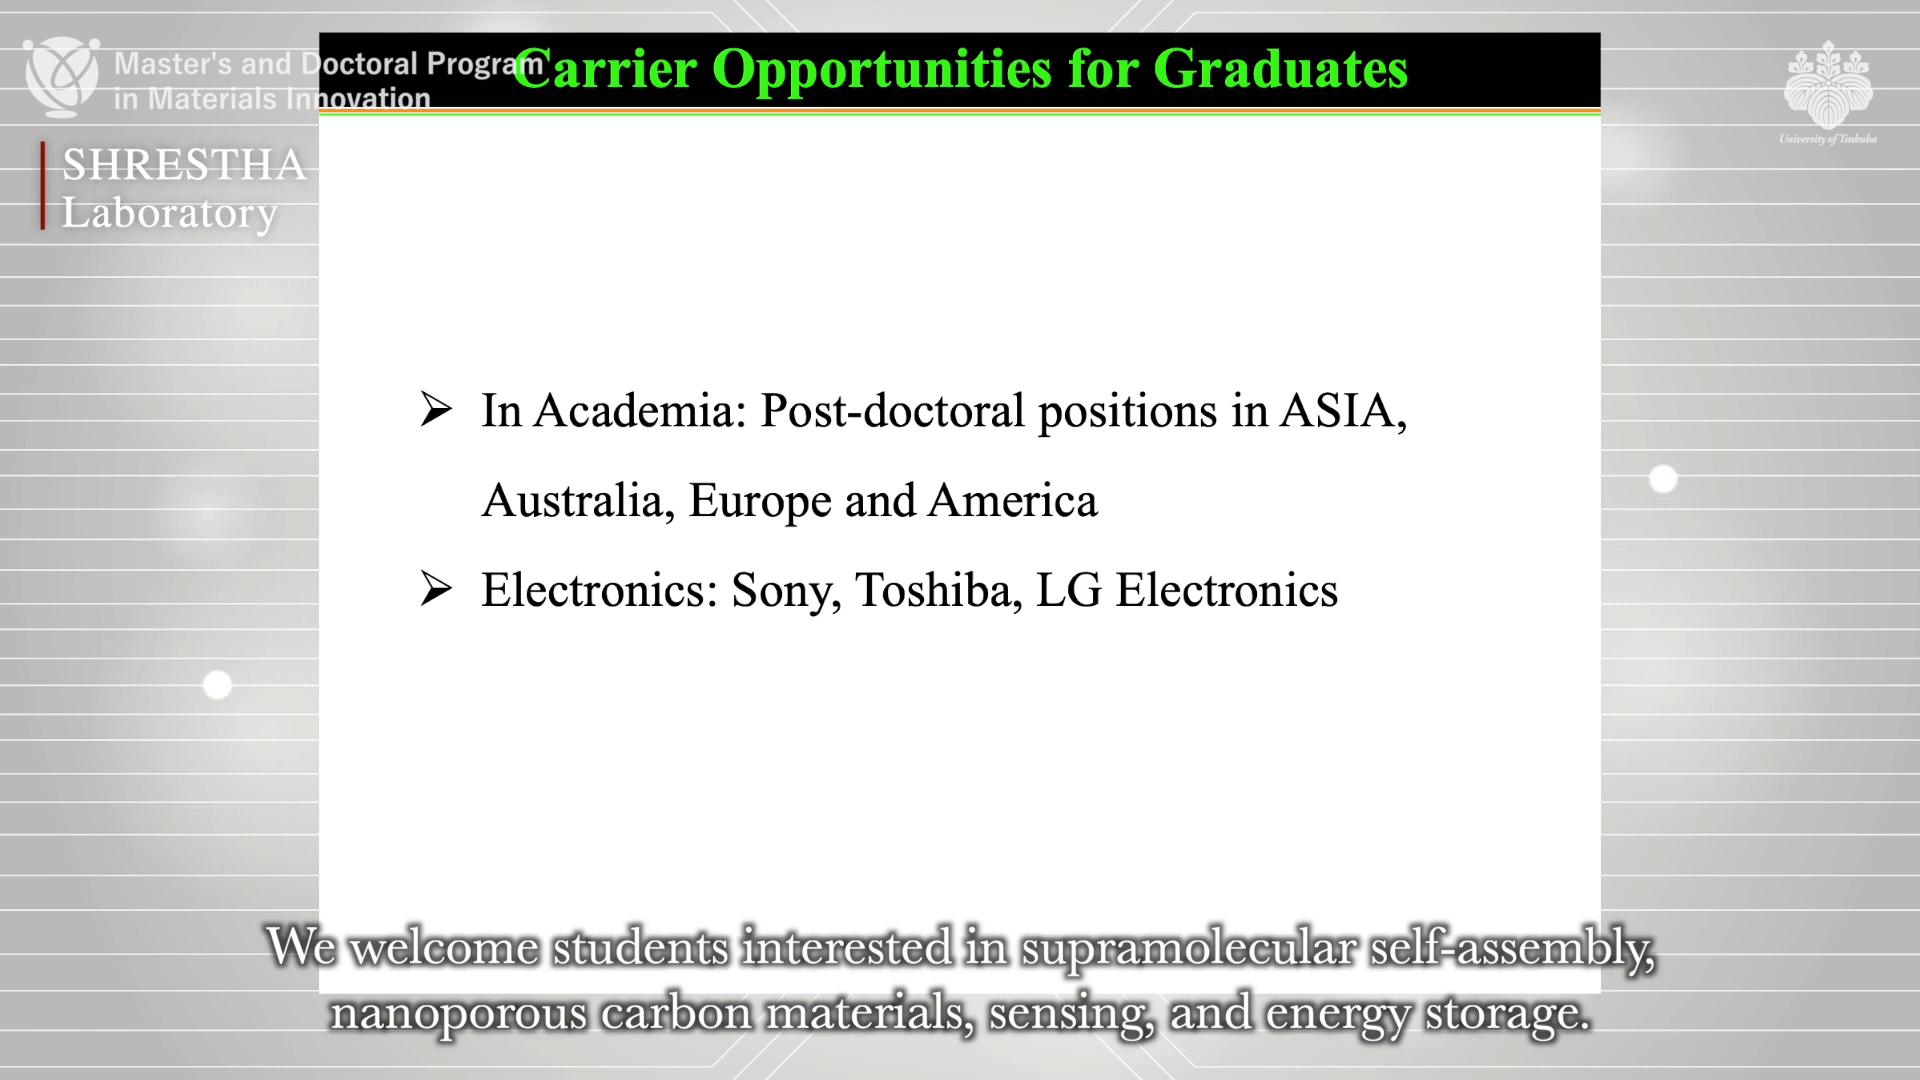 Master's and Doctoral Program
in Materials Innovation
Carrier Opportunities for Graduates
University of Tsukuba
SHRESTHA
Laboratory
➢ In Academia: Post-doctoral positions in ASIA,
Australia, Europe and America
➢ Electronics: Sony, Toshiba, LG Electronics
We welcome students interested in supramolecular self-assembly,
nanoporous carbon materials, sensing, and energy storage.